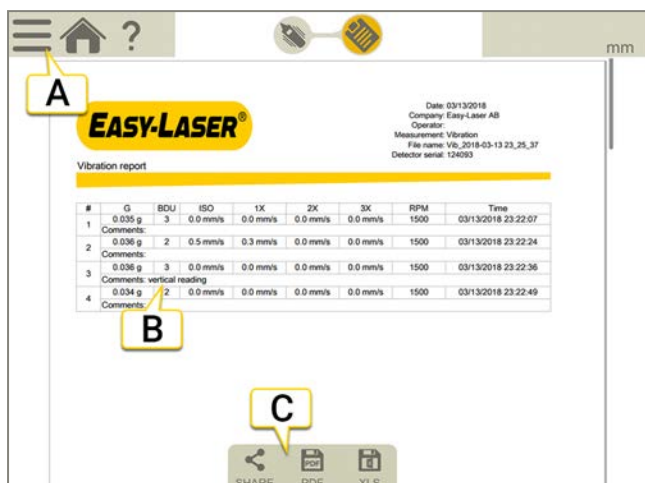 ?
mm
A
EASY-LASER®
Date: 03/13/2018
Company: Easy-Laser AB
Operator:
Measurement: Vibration
File name: Vib_2018-03-13 23_25_37
Detector serial: 124093
Vibration report
# G BDU ISO 1X 2X 3X RPM Time
1 0.035 g 3 0.0 mm/s 0.0 mm/s 0.0 mm/s 0.0 mm/s 1500 03/13/2018 23:22:07
Comments:
2 0.036 g 2 0.5 mm/s 0.3 mm/s 0.0 mm/s 0.0 mm/s 1500 03/13/2018 23:22:24
Comments:
3 0.036 g 3 0.0 mm/s 0.0 mm/s 0.0 mm/s 0.0 mm/s 1500 03/13/2018 23:22:36
Comments: vertical reading
4 0.034 g 2 0.0 mm/s 0.0 mm/s 0.0 mm/s 0.0 mm/s 1500 03/13/2018 23:22:49
Comments:
B
C
PDF
SHARE PDF XLS